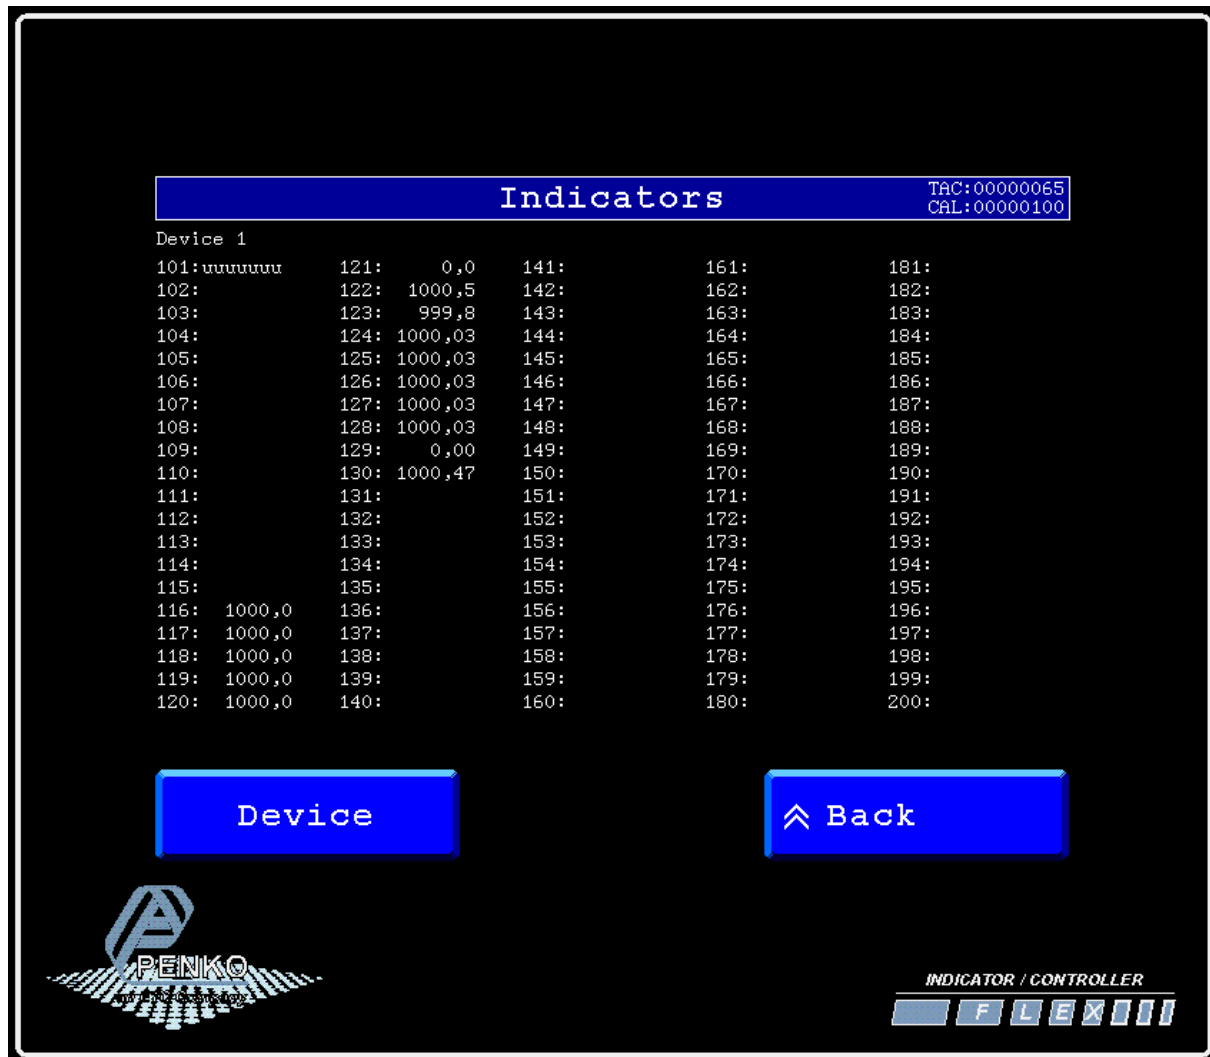 Indicators
TAC:00000065
CAL:00000100
Device 1
101:uuuuuuu 121: 0,0 141: 161: 181:
102: 122: 1000,5 142: 162: 182:
103: 123: 999,8 143: 163: 183:
104: 124: 1000,03 144: 164: 184:
105: 125: 1000,03 145: 165: 185:
106: 126: 1000,03 146: 166: 186:
107: 127: 1000,03 147: 167: 187:
108: 128: 1000,03 148: 168: 188:
109: 129: 0,00 149: 169: 189:
110: 130: 1000,47 150: 170: 190:
111: 131: 151: 171: 191:
112: 132: 152: 172: 192:
113: 133: 153: 173: 193:
114: 134: 154: 174: 194:
115: 135: 155: 175: 195:
116: 1000,0 136: 156: 176: 196:
117: 1000,0 137: 157: 177: 197:
118: 1000,0 138: 158: 178: 198:
119: 1000,0 139: 159: 179: 199:
120: 1000,0 140: 160: 180: 200:
Device Back
PENKO
INDICATOR / CONTROLLER
FLEX